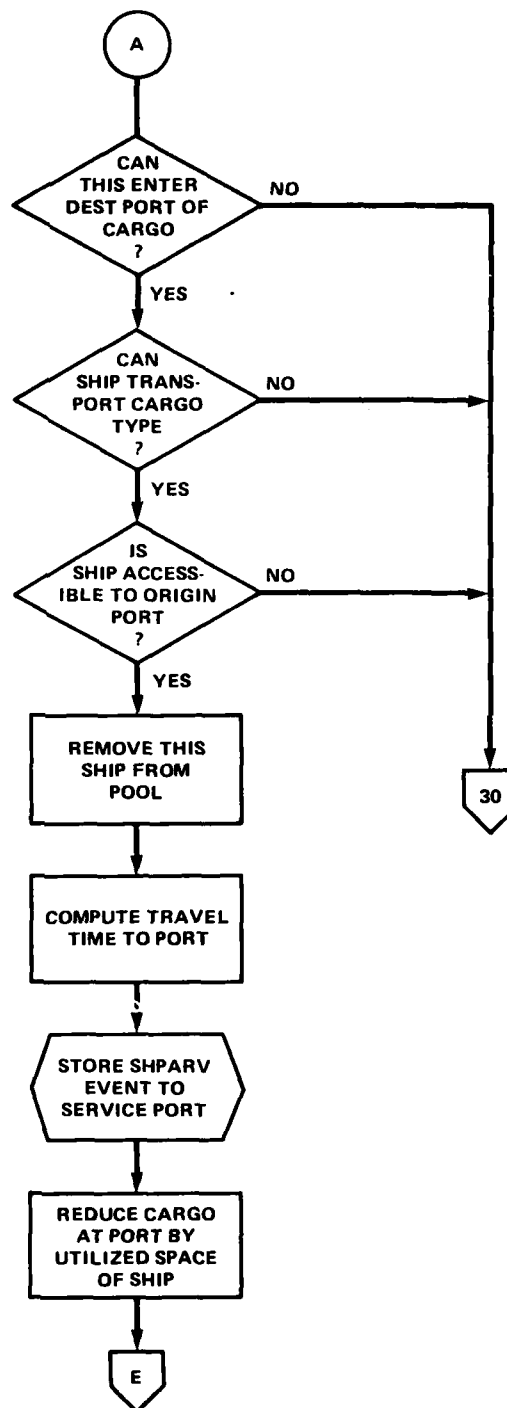 A
CAN
THIS ENTER
DEST PORT OF
CARGO
?
NO
YES
CAN
SHIP TRANS-
PORT CARGO
TYPE
?
NO
YES
IS
SHIP ACCESS-
IBLE TO ORIGIN
PORT
?
NO
YES
REMOVE THIS
SHIP FROM
POOL
30
COMPUTE TRAVEL
TIME TO PORT
STORE SHPARV
EVENT TO
SERVICE PORT
REDUCE CARGO
AT PORT BY
UTILIZED SPACE
OF SHIP
E